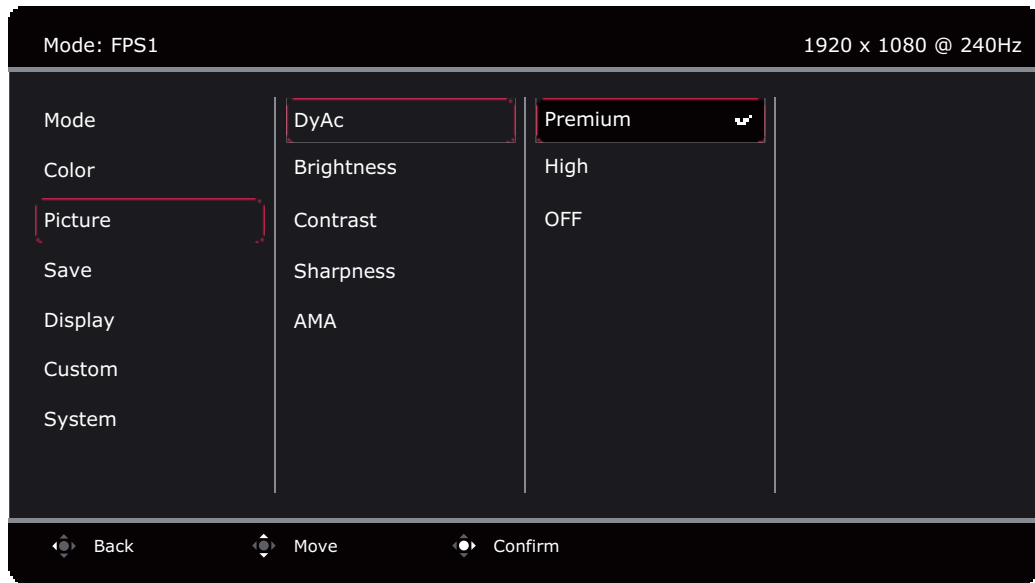 Mode: FPS1
1920 x 1080 @ 240Hz
Mode
Color
Picture
Save
Display
Custom
System
DyAc
Brightness
Contrast
Sharpness
AMA
Premium
High
OFF
Back
Move
Confirm